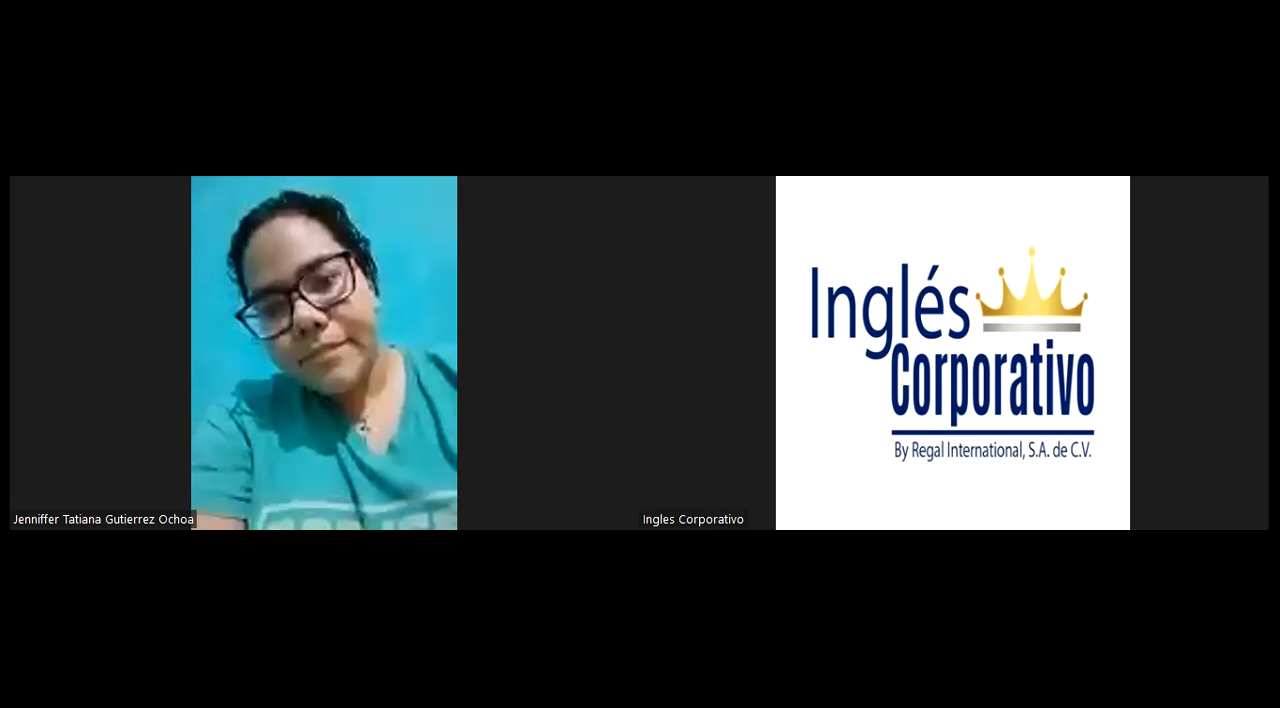 Jenniffer Tatiana Gutierrez Ochoa
Inglés
Corporativo
By Regal International, S.A. de C.V.
Ingles Corporativo